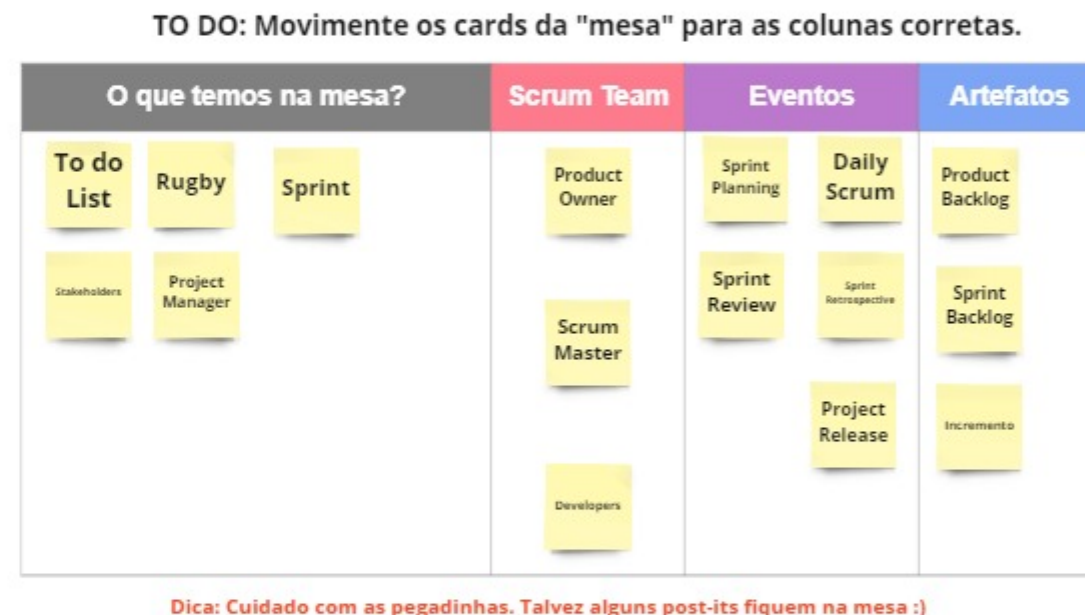 TO DO: Movimente os cards da "mesa" para as colunas corretas.
O que temos na mesa?
Scrum Team
Eventos
Artefatos
To do
List
Rugby
Sprint
Stakeholders
Project
Manager
Product
Owner
Scrum
Master
Developers
Sprint
Planning
Daily
Scrum
Sprint
Review
Sprint
Retrospective
Project
Release
Product
Backlog
Sprint
Backlog
Incremento
Dica: Cuidado com as pegadinhas. Talvez alguns post-its fiquem na mesa :)